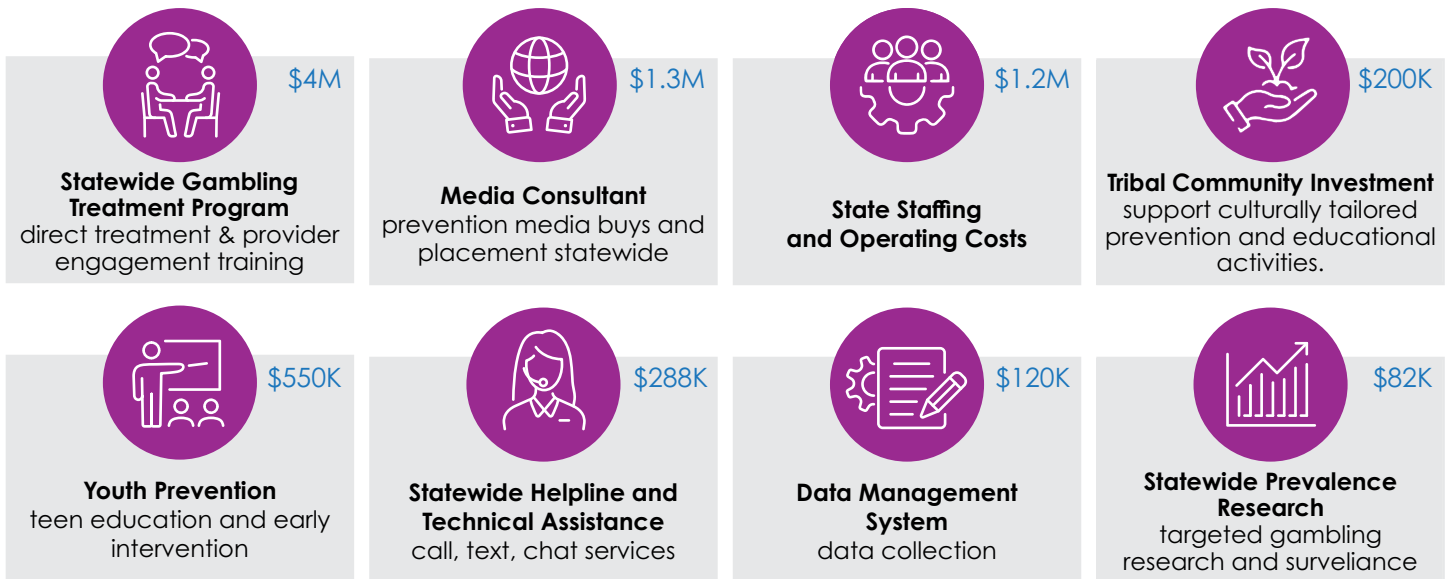 $4M
Statewide Gambling
Treatment Program
direct treatment & provider
engagement training
$1.3M
Media Consultant
prevention media buys and
placement statewide
$1.2M
State Staffing
and Operating Costs
$200K
Tribal Community Investment
support culturally tailored
prevention and educational
activities.
$550K
Youth Prevention
teen education and early
intervention
$288K
Statewide Helpline and
Technical Assistance
call, text, chat services
$120K
Data Management
System
data collection
$82K
Statewide Prevalence
Research
targeted gambling
research and surveliance